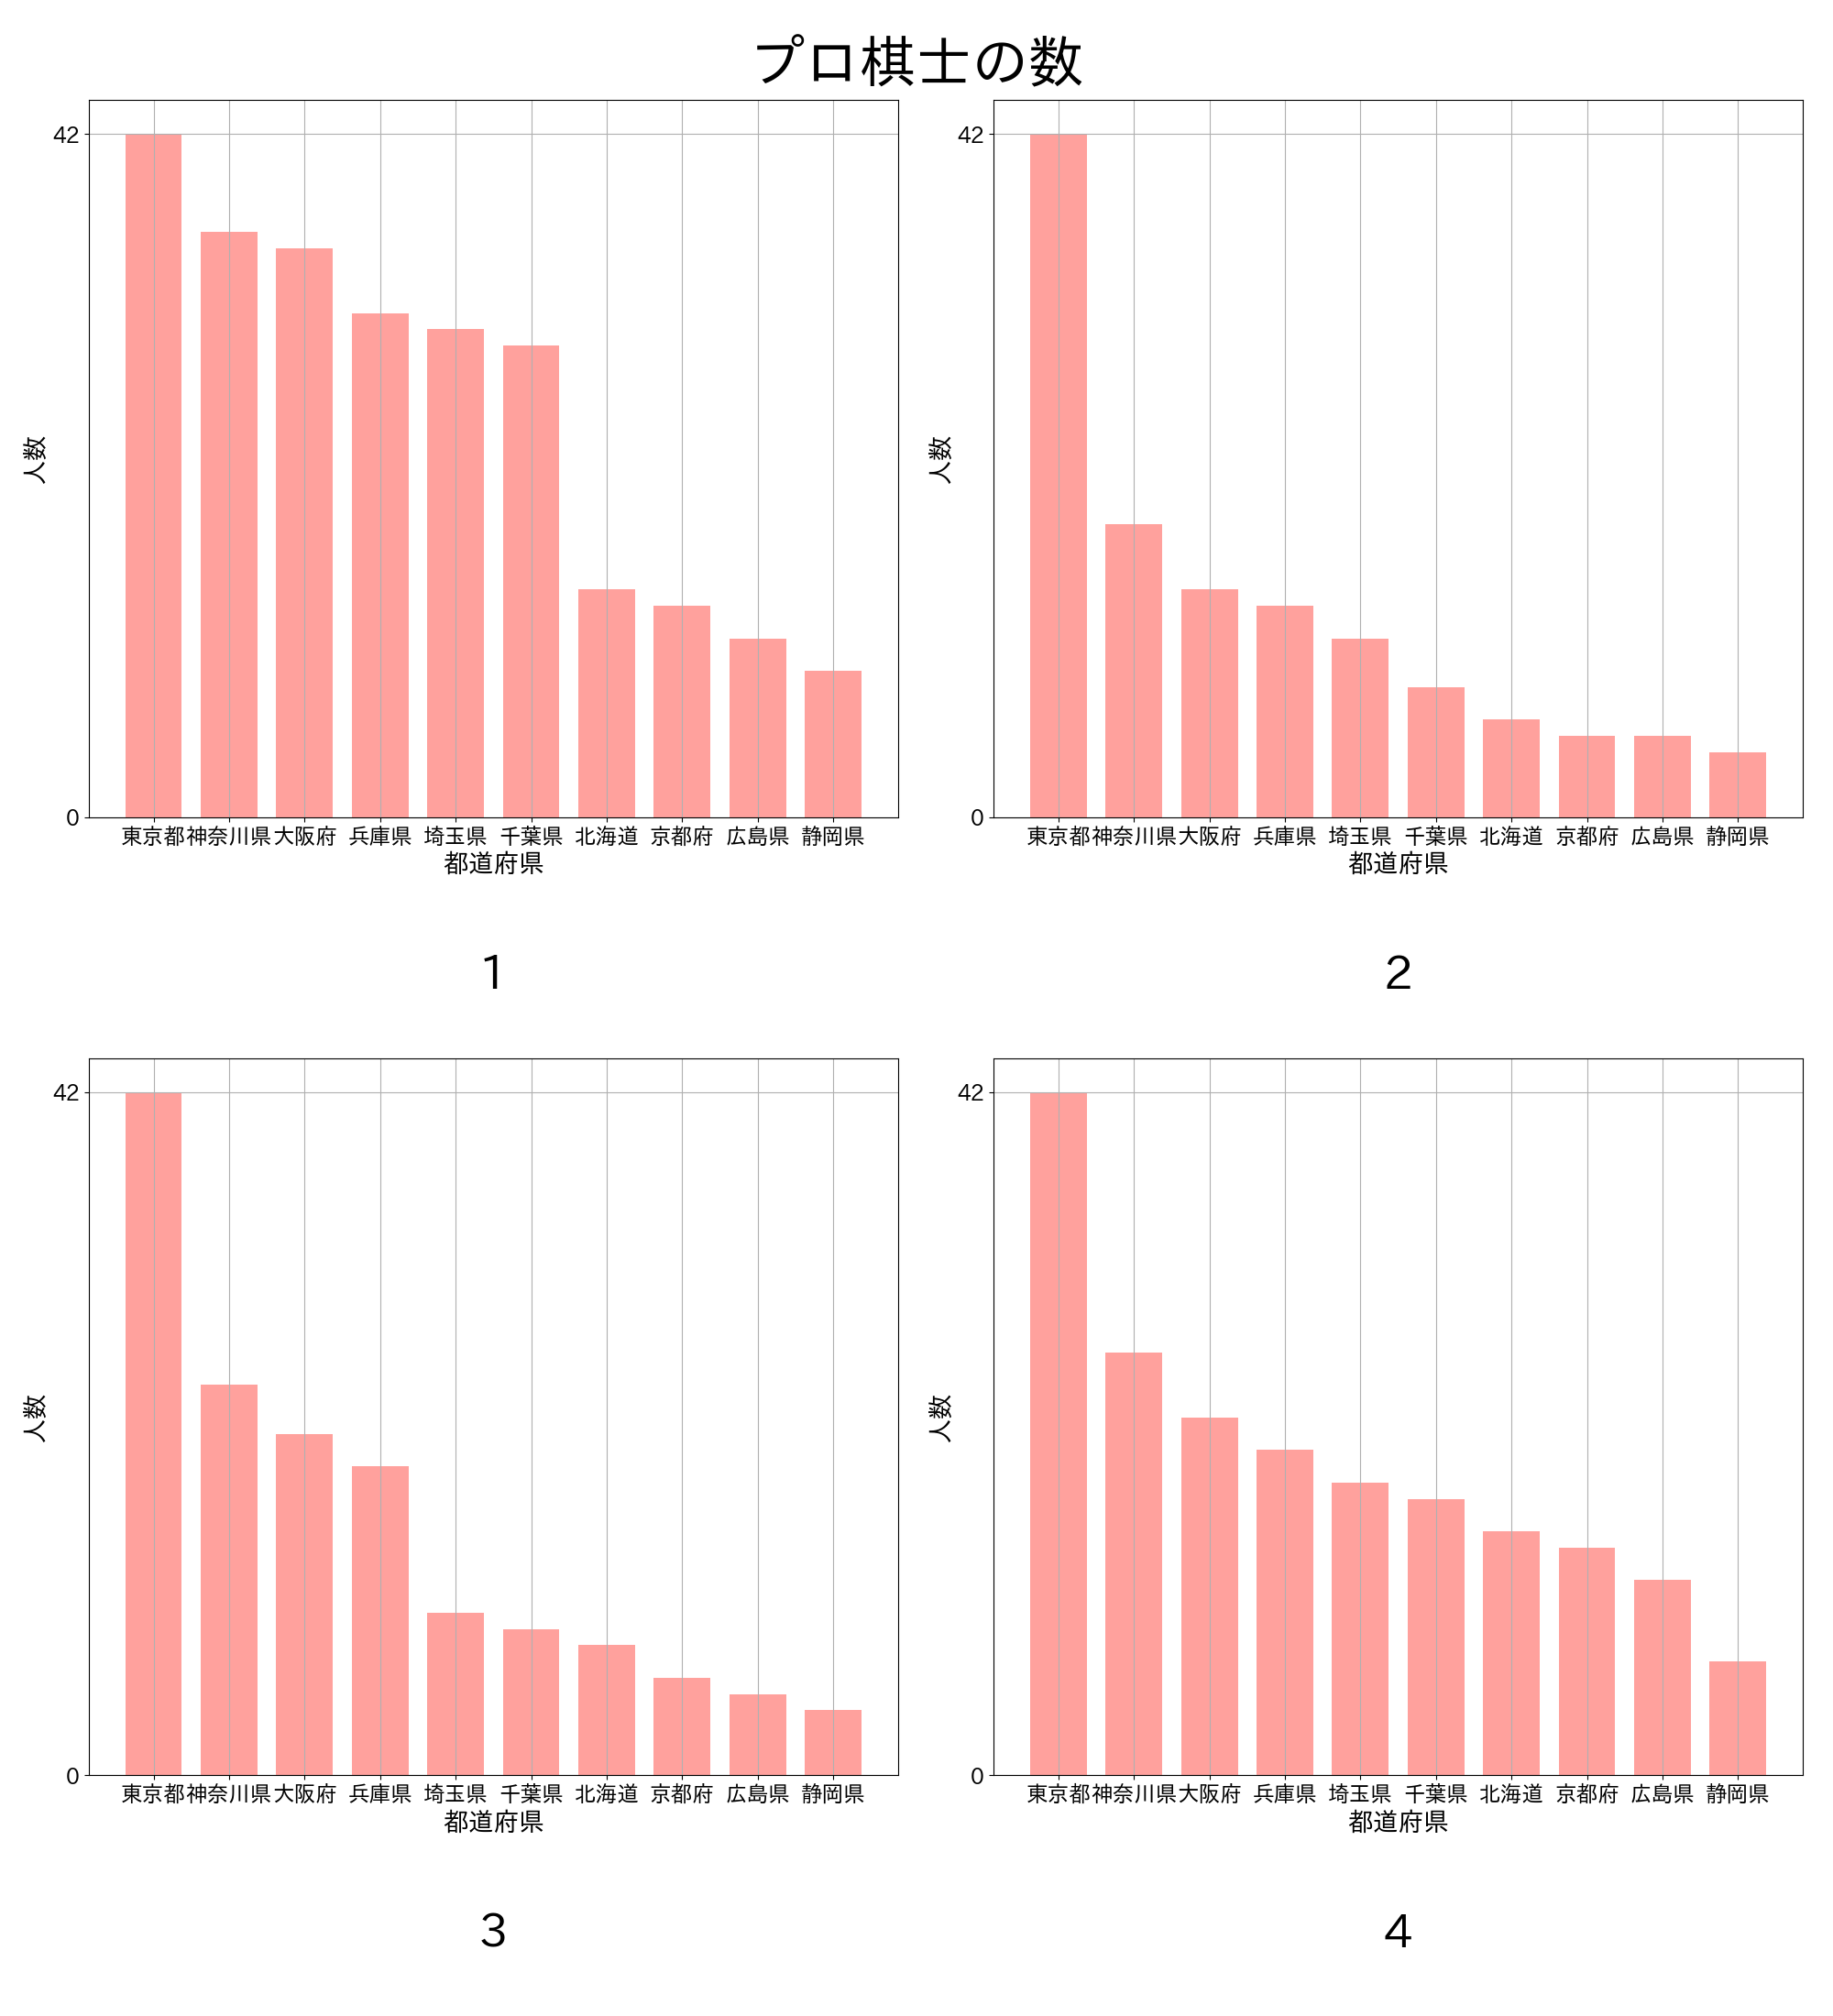 プロ棋士の数
42
0
人数
東京都 神奈川県 大阪府 兵庫県 埼玉県 千葉県 北海道 京都府 広島県 静岡県
都道府県
1
42
0
人数
東京都 神奈川県 大阪府 兵庫県 埼玉県 千葉県 北海道 京都府 広島県 静岡県
都道府県
2
42
0
人数
東京都 神奈川県 大阪府 兵庫県 埼玉県 千葉県 北海道 京都府 広島県 静岡県
都道府県
3
42
0
人数
東京都 神奈川県 大阪府 兵庫県 埼玉県 千葉県 北海道 京都府 広島県 静岡県
都道府県
4